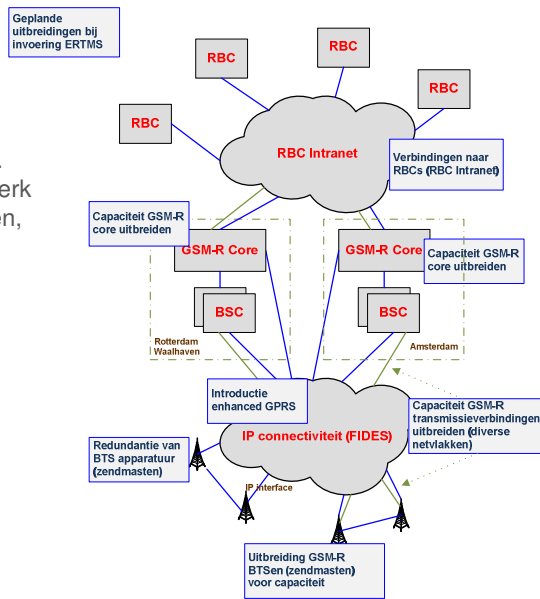 Geplande
uitbreidingen bij
invoering ERTMS
RBC
RBC
RBC
RBC
RBC Intranet
Verbindingen naar
RBCs (RBC Intranet)
erk
en,
Capaciteit GSM-R
core uitbreiden
GSM-R Core
GSM-R Core
Capaciteit GSM-R
core uitbreiden
BSC
BSC
Rotterdam
Waalhaven
Amsterdam
Introductie
enhanced GPRS
Capaciteit GSM-R
transmissieverbindingen
uitbreiden (diverse
netvlakken)
IP connectiviteit (FIDES)
Redundantie van
BTS apparatuur
(zendmasten)
IP interface
Uitbreiding GSM-R
BTSen (zendmasten)
voor capaciteit